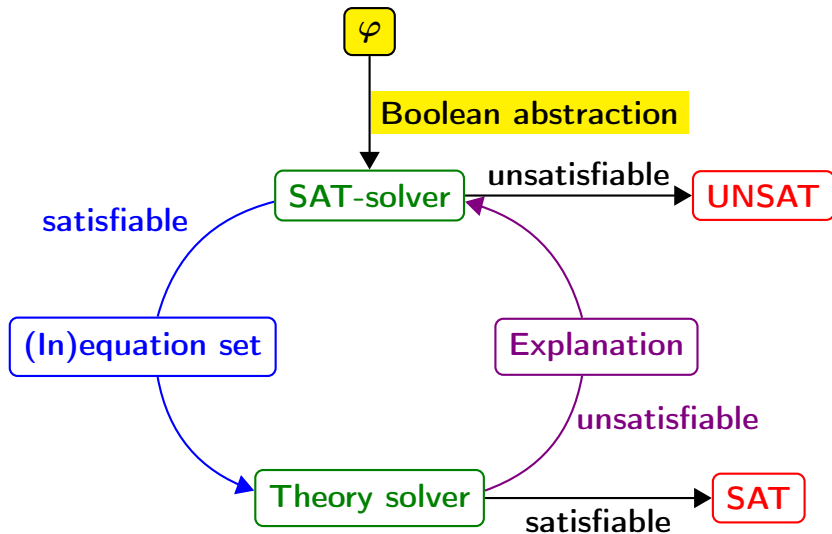 φ
Boolean abstraction
SAT-solver
unsatisfiable
UNSAT
satisfiable
(In)equation set
Explanation
unsatisfiable
Theory solver
satisfiable
SAT